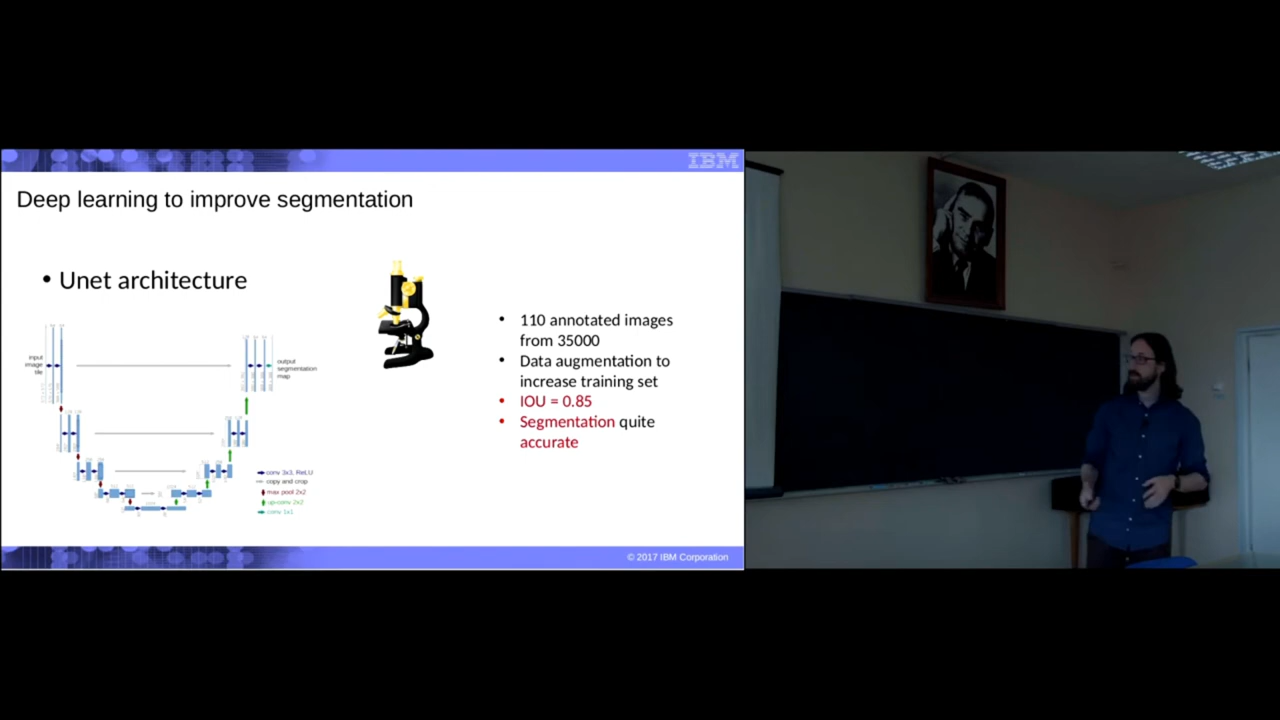 IBM
Deep learning to improve segmentation
• Unet architecture
input
image
tile
output
segmentation
map
conv 3x3, ReLU
copy and crop
max pool 2x2
up-conv 2x2
conv 1x1
• 110 annotated images
from 35000
• Data augmentation to
increase training set
• IOU = 0.85
• Segmentation quite
accurate
© 2017 IBM Corporation